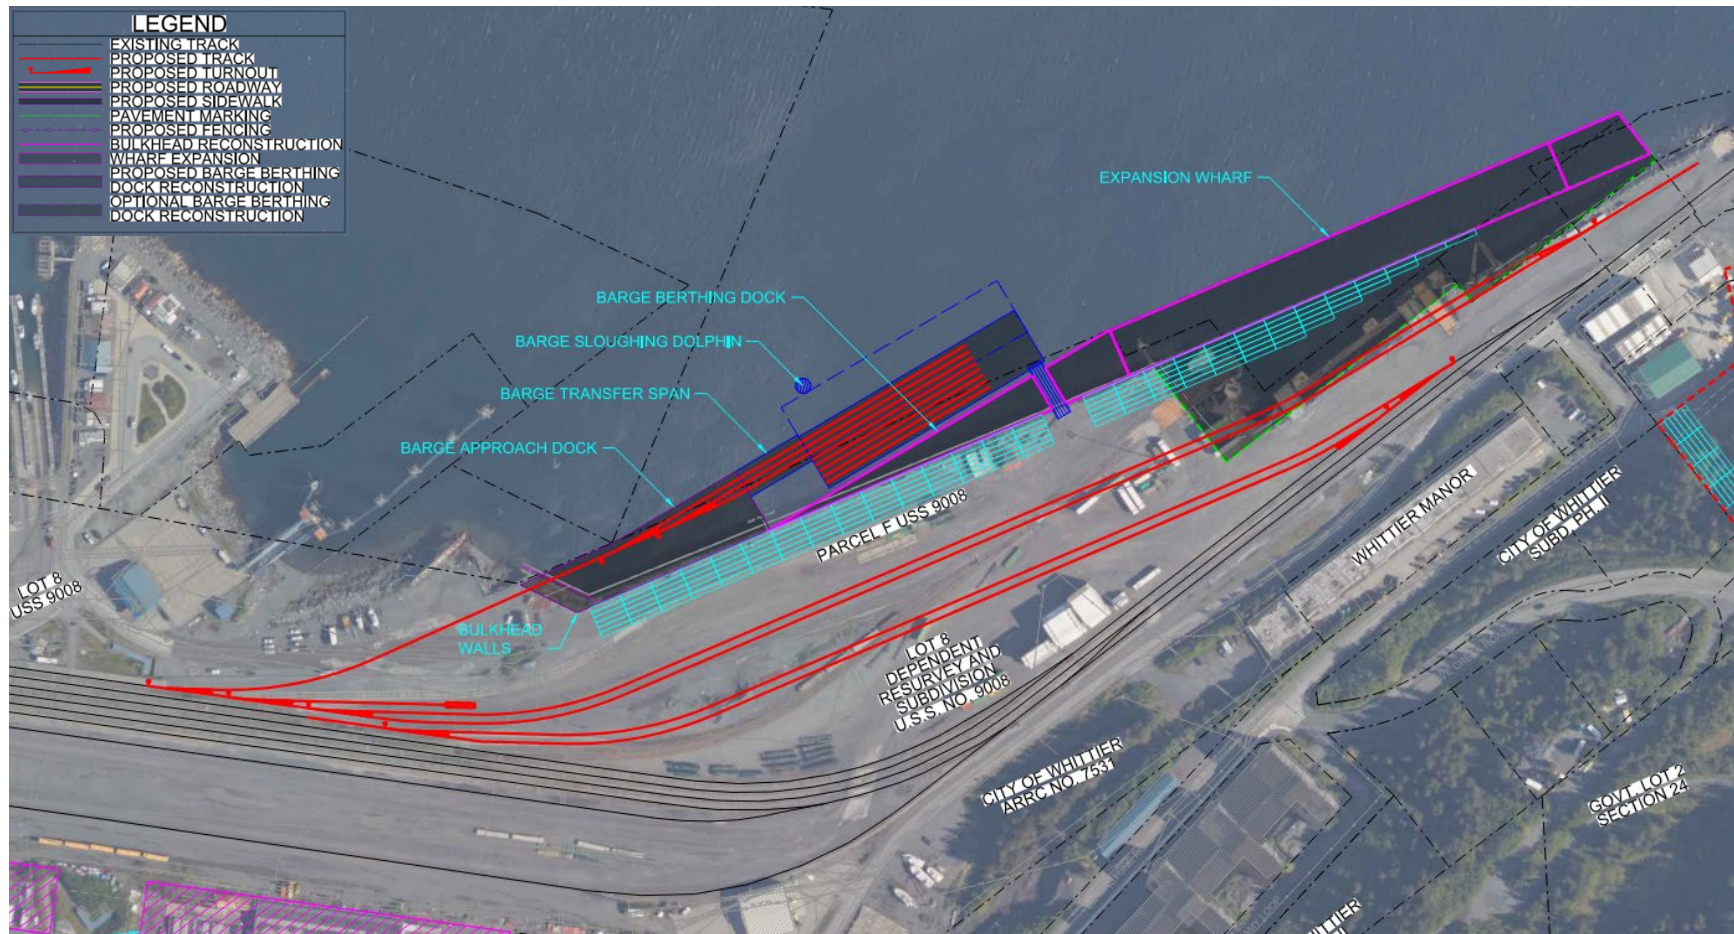 LEGEND
EXISTING TRACK
PROPOSED TRACK
PROPOSED TURNOUT
PROPOSED ROADWAY
PROPOSED SIDEWALK
PAVEMENT MARKING
PROPOSED FENCING
BULKHEAD RECONSTRUCTION
WHARF EXPANSION
PROPOSED BARGE BERTHING
DOCK RECONSTRUCTION
OPTIONAL BARGE BERTHING
DOCK RECONSTRUCTION
EXPANSION WHARF
BARGE BERTHING DOCK
BARGE SLOUGHING DOLPHIN
BARGE TRANSFER SPAN
BARGE APPROACH DOCK
BULKHEAD
WALLS
PARCEL F USS 9008
LOT 8
USS 9008
LOT 8
DEPENDENT
RESURVEY AND
SUBDIVISION
U.S.S. NO. 9008
WHITTIER MANOR
CITY OF WHITTIER
SUBD. PH. II
CITY OF WHITTIER
ARRC NO. 7531
GOVT. LOT 2
SECTION 24